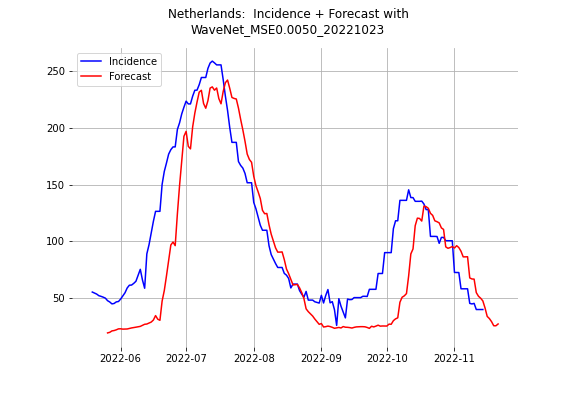 Netherlands:  Incidence + Forecast with
WaveNet_MSE0.0050_20221023
Incidence
Forecast
250
200
150
100
50
2022-06
2022-07
2022-08
2022-09
2022-10
2022-11